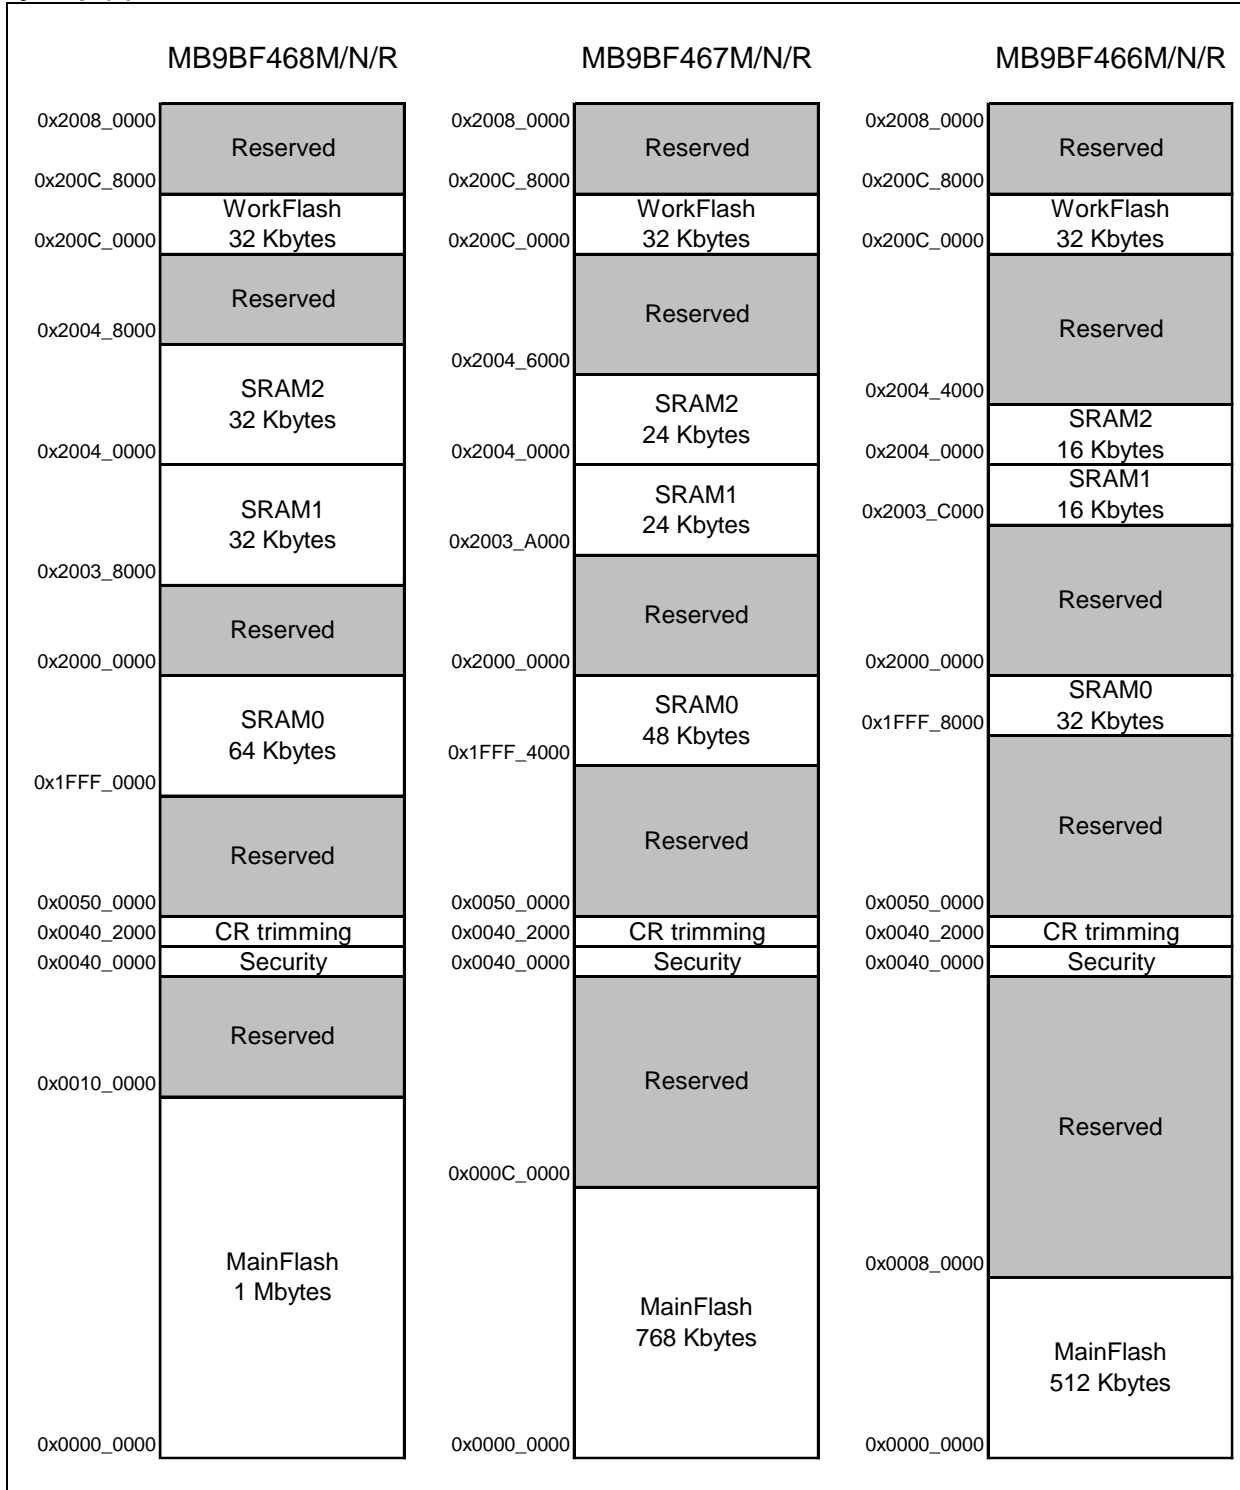 MB9BF468M/N/R
0x2008_0000
Reserved
0x200C_8000
WorkFlash
32 Kbytes
0x200C_0000
Reserved
0x2004_8000
SRAM2
32 Kbytes
0x2004_0000
SRAM1
32 Kbytes
0x2003_8000
Reserved
0x2000_0000
SRAM0
64 Kbytes
0x1FFF_0000
Reserved
0x0050_0000
CR trimming
0x0040_2000
Security
0x0040_0000
Reserved
0x0010_0000
MainFlash
1 Mbytes
0x0000_0000
MB9BF467M/N/R
0x2008_0000
Reserved
0x200C_8000
WorkFlash
32 Kbytes
0x200C_0000
Reserved
0x2004_6000
SRAM2
24 Kbytes
0x2004_0000
SRAM1
24 Kbytes
0x2003_A000
Reserved
0x2000_0000
SRAM0
48 Kbytes
0x1FFF_4000
Reserved
0x0050_0000
CR trimming
0x0040_2000
Security
0x0040_0000
Reserved
0x000C_0000
MainFlash
768 Kbytes
0x0000_0000
MB9BF466M/N/R
0x2008_0000
Reserved
0x200C_8000
WorkFlash
32 Kbytes
0x200C_0000
Reserved
0x2004_4000
SRAM2
16 Kbytes
0x2004_0000
SRAM1
16 Kbytes
0x2003_C000
Reserved
0x2000_0000
SRAM0
32 Kbytes
0x1FFF_8000
Reserved
0x0050_0000
CR trimming
0x0040_2000
Security
0x0040_0000
Reserved
0x0008_0000
MainFlash
512 Kbytes
0x0000_0000